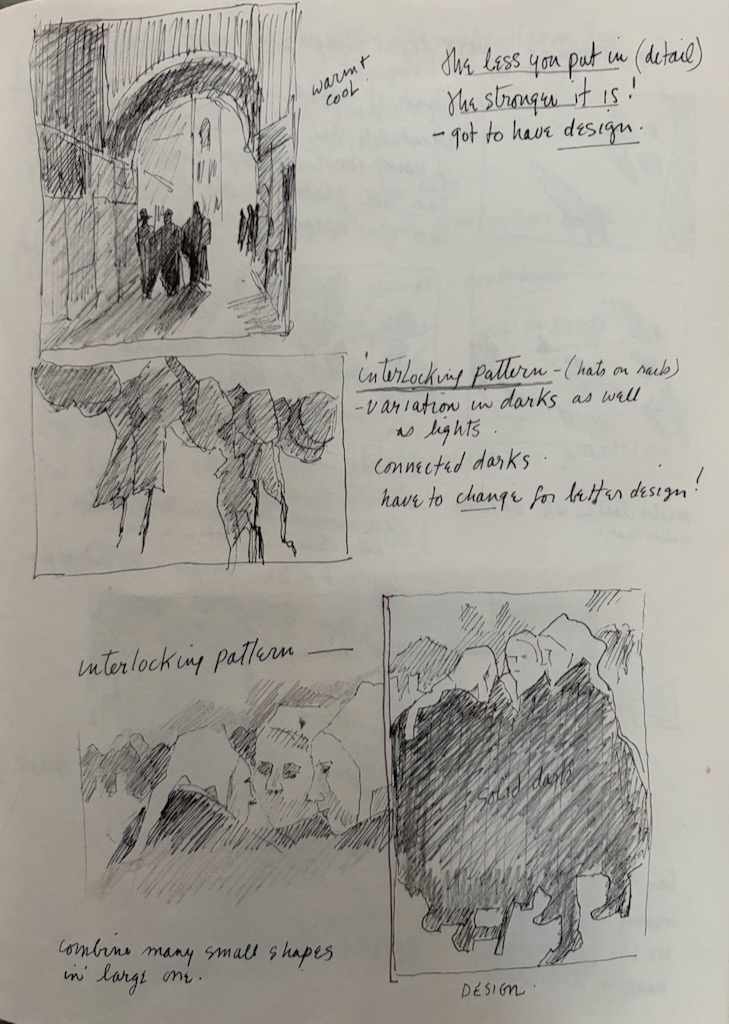 warm +
cool
the less you put in (detail)
the stronger it is!
- got to have design.
interlocking pattern - (hats on rack)
- variation in darks as well
as lights.
connected darks.
have to change for better design!
interlocking pattern —
solid dark
combine many small shapes
in large one.
DESIGN.